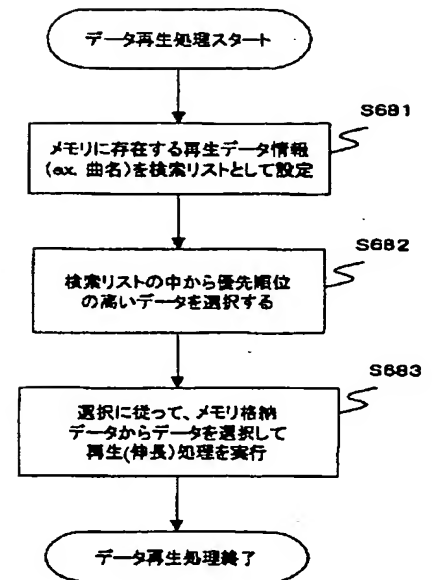 データ再生処理スタート
S681
メモリに存在する再生データ情報
(ex. 曲名)を検索リストとして設定
S682
検索リストの中から優先順位
の高いデータを選択する
S683
選択に従って、メモリ格納
データからデータを選択して
再生(伸長)処理を実行
データ再生処理終了